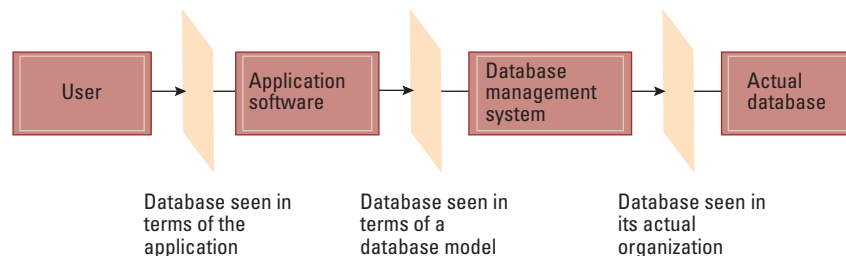 User
Application
software
Database
management
system
Actual
database
Database seen in
terms of the
application
Database seen in
terms of a
database model
Database seen in
its actual
organization